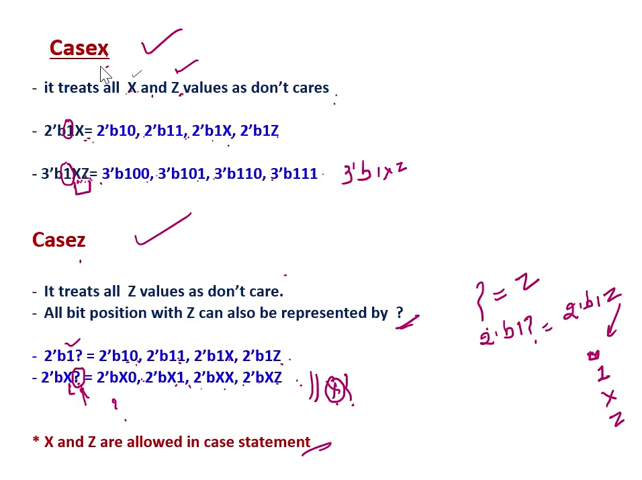 Casex
- it treats all X and Z values as don't cares
- 2'b1X= 2'b10, 2'b11, 2'b1X, 2'b1Z
- 3'b1XZ= 3'b100, 3'b101, 3'b110, 3'b111 3'b1XZ
Casez
- It treats all Z values as don't care.
- All bit position with Z can also be represented by ?
? = Z
2'b1? = 2'b1Z
- 2'b1? = 2'b10, 2'b11, 2'b1X, 2'b1Z
- 2'bX? = 2'bX0, 2'bX1, 2'bXX, 2'bXZ
?
1
X
Z
* X and Z are allowed in case statement